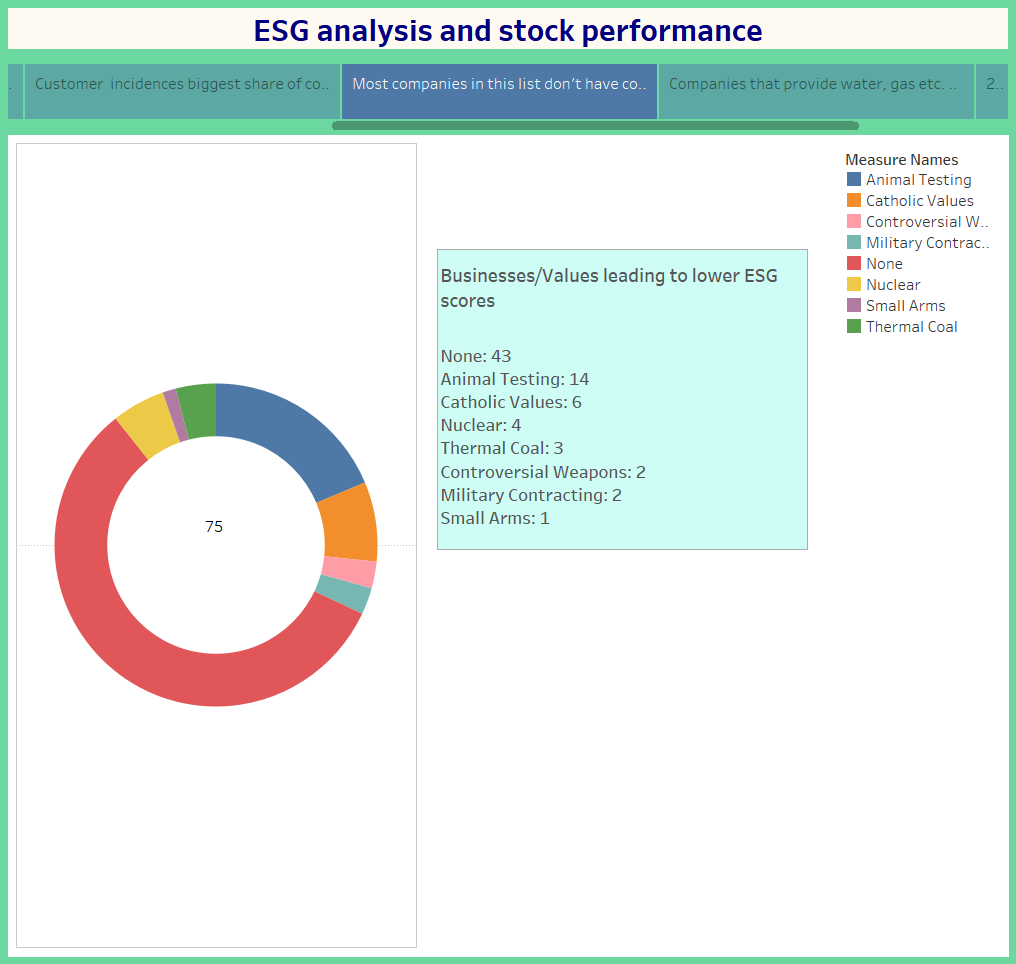 ESG analysis and stock performance
.
Customer  incidences biggest share of co..
Most companies in this list don’t have co..
Companies that provide water, gas etc. ..
2..
Measure Names
Animal Testing
Catholic Values
Controversial W..
Military Contrac..
None
Nuclear
Small Arms
Thermal Coal
Businesses/Values leading to lower ESG
scores
None: 43
Animal Testing: 14
Catholic Values: 6
Nuclear: 4
Thermal Coal: 3
Controversial Weapons: 2
Military Contracting: 2
Small Arms: 1
75